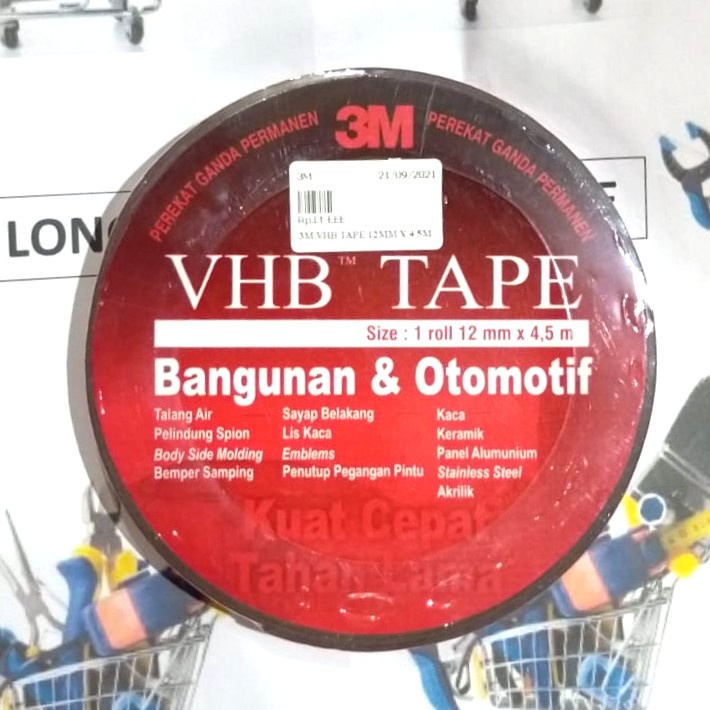 3M
PEREKAT GANDA PERMANEN
PEREKAT GANDA PERMANEN
3M 21/09/2021
3M VHB TAPE 12MM X 4.5M
VHB™ TAPE
Size : 1 roll 12 mm x 4,5 m
Bangunan & Otomotif
Talang Air
Pelindung Spion
Body Side Molding
Bemper Samping
Sayap Belakang
Lis Kaca
Emblems
Penutup Pegangan Pintu
Kaca
Keramik
Panel Alumunium
Stainless Steel
Akrilik
Kuat Cepat
Tahan Lama
LONG